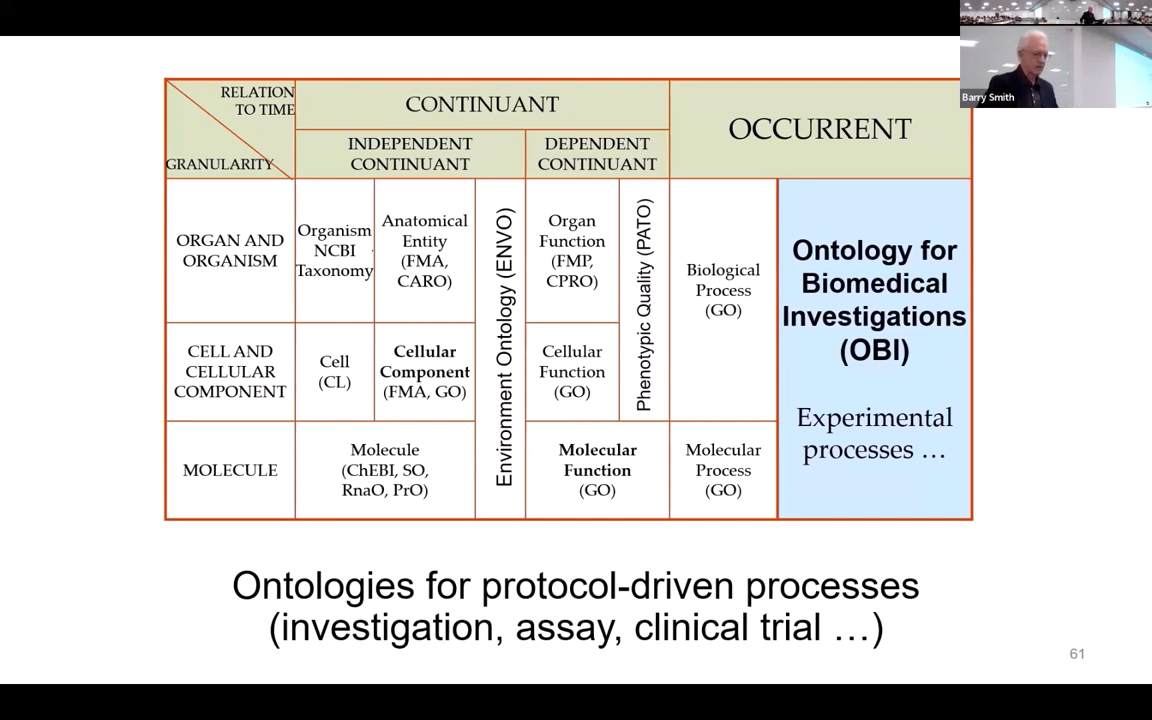 Barry Smith
RELATION
TO TIME
GRANULARITY
CONTINUANT
OCCURRENT
INDEPENDENT
CONTINUANT
DEPENDENT
CONTINUANT
ORGAN AND
ORGANISM
Organism
NCBI
Taxonomy
Anatomical
Entity
(FMA,
CARO)
Environment Ontology (ENVO)
Organ
Function
(FMP,
CPRO)
Phenotypic Quality (PATO)
Biological
Process
(GO)
Ontology for
Biomedical
Investigations
(OBI)
Experimental
processes …
CELL AND
CELLULAR
COMPONENT
Cell
(CL)
Cellular
Component
(FMA, GO)
Cellular
Function
(GO)
MOLECULE
Molecule
(ChEBI, SO,
RnaO, PrO)
Molecular
Function
(GO)
Molecular
Process
(GO)
Ontologies for protocol-driven processes
(investigation, assay, clinical trial …)
61